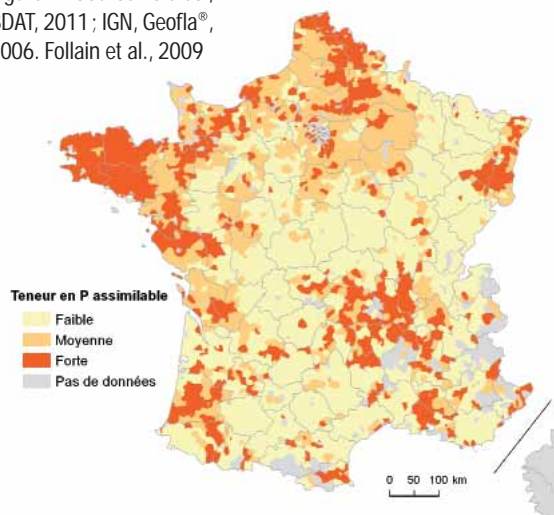 DAT, 2011 ; IGN, Geofla®,
006. Follain et al., 2009
Teneur en P assimilable
Faible
Moyenne
Forte
Pas de données
0 50 100 km